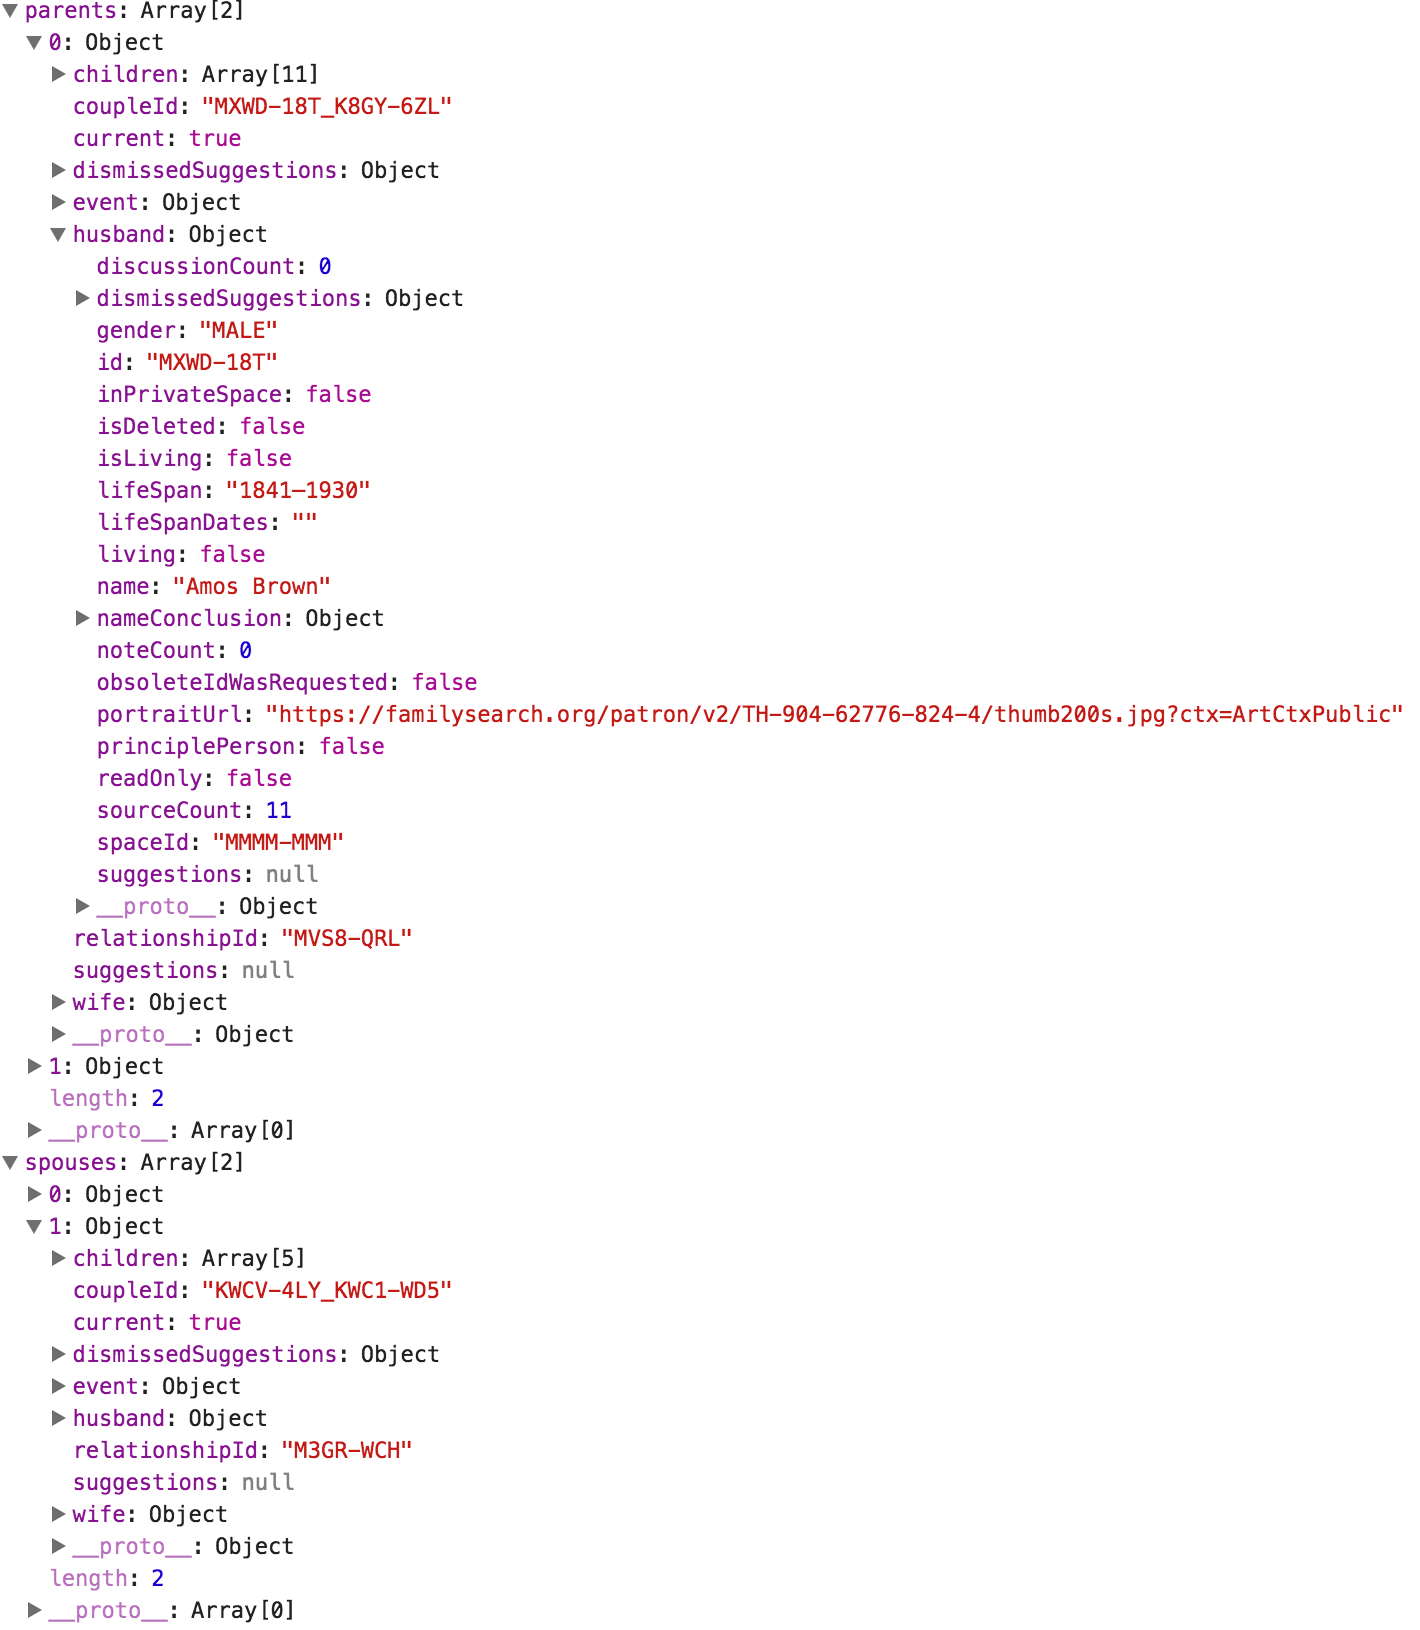 parents: Array[2]
0: Object
children: Array[11]
coupleId: "MXWD-18T_K8GY-6ZL"
current: true
dismissedSuggestions: Object
event: Object
husband: Object
discussionCount: 0
dismissedSuggestions: Object
gender: "MALE"
id: "MXWD-18T"
inPrivateSpace: false
isDeleted: false
isLiving: false
lifeSpan: "1841–1930"
lifeSpanDates: ""
living: false
name: "Amos Brown"
nameConclusion: Object
noteCount: 0
obsoleteIdWasRequested: false
portraitUrl: "https://familysearch.org/patron/v2/TH-904-62776-824-4/thumb200s.jpg?ctx=ArtCtxPublic"
principlePerson: false
readOnly: false
sourceCount: 11
spaceId: "MMMM-MMM"
suggestions: null
__proto__: Object
relationshipId: "MVS8-QRL"
suggestions: null
wife: Object
__proto__: Object
1: Object
length: 2
__proto__: Array[0]
spouses: Array[2]
0: Object
1: Object
children: Array[5]
coupleId: "KWCV-4LY_KWC1-WD5"
current: true
dismissedSuggestions: Object
event: Object
husband: Object
relationshipId: "M3GR-WCH"
suggestions: null
wife: Object
__proto__: Object
length: 2
__proto__: Array[0]